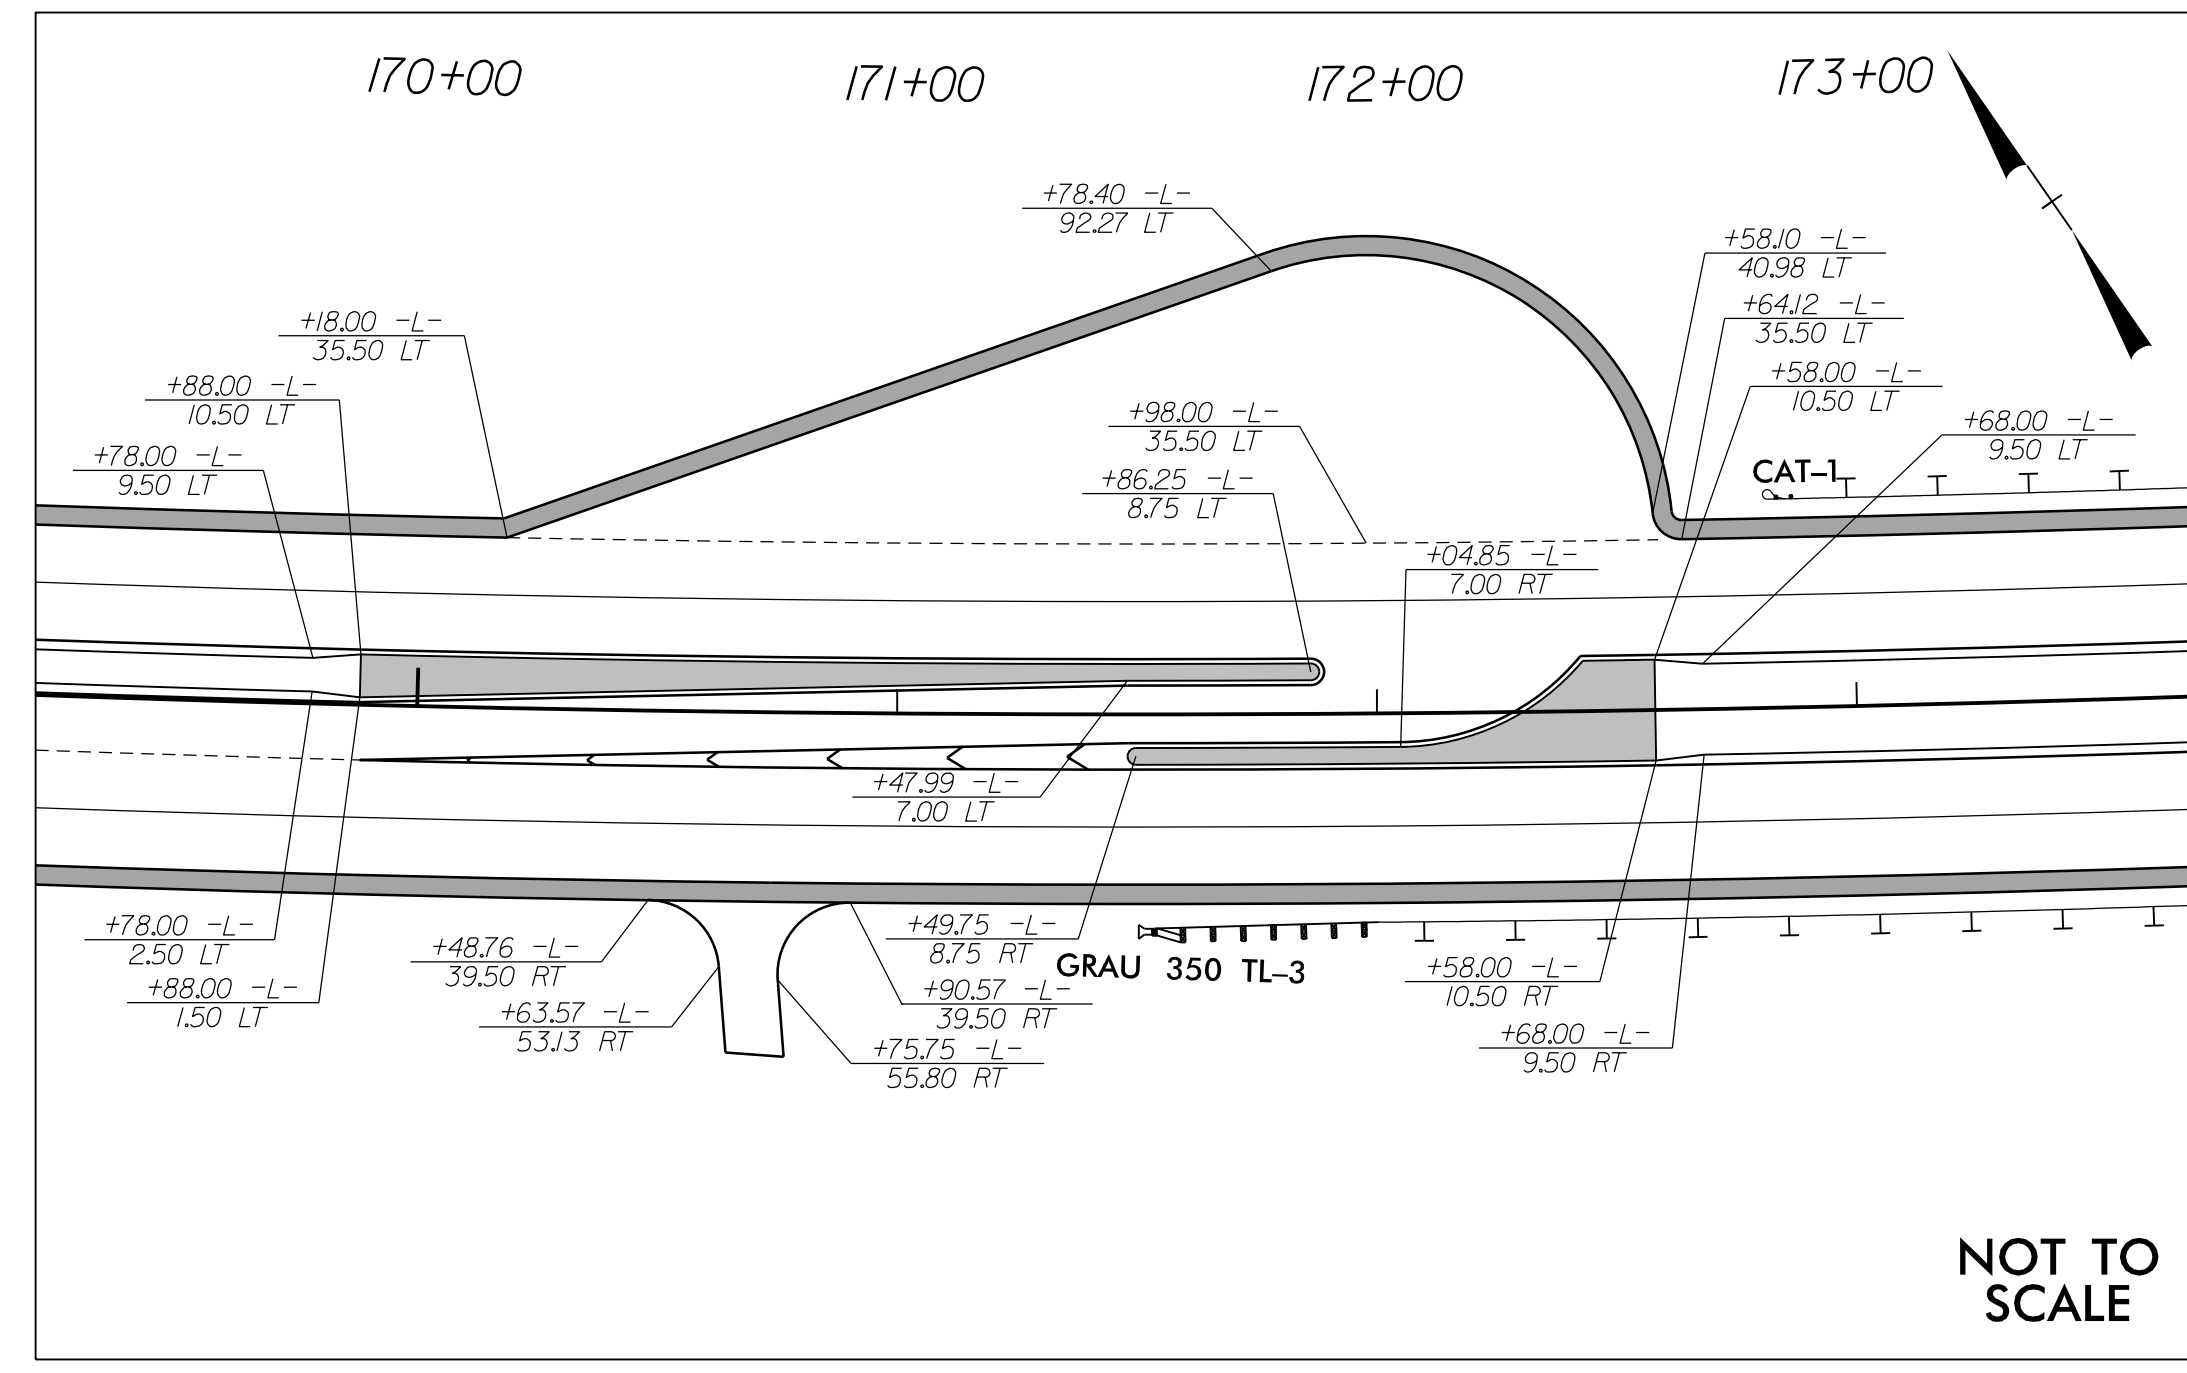 170+00
171+00
172+00
173+00
+78.40 -L-
92.27 LT
+58.10 -L-
40.98 LT
+64.12 -L-
35.50 LT
+18.00 -L-
35.50 LT
+58.00 -L-
10.50 LT
+88.00 -L-
10.50 LT
+98.00 -L-
35.50 LT
+68.00 -L-
9.50 LT
+78.00 -L-
9.50 LT
CAT-1
+86.25 -L-
8.75 LT
+04.85 -L-
7.00 RT
+47.99 -L-
7.00 LT
+78.00 -L-
2.50 LT
+48.76 -L-
39.50 RT
+49.75 -L-
8.75 RT
GRAU 350 TL-3
+58.00 -L-
10.50 RT
+88.00 -L-
1.50 LT
+90.57 -L-
39.50 RT
+63.57 -L-
53.13 RT
+68.00 -L-
9.50 RT
+75.75 -L-
55.80 RT
NOT TO
SCALE